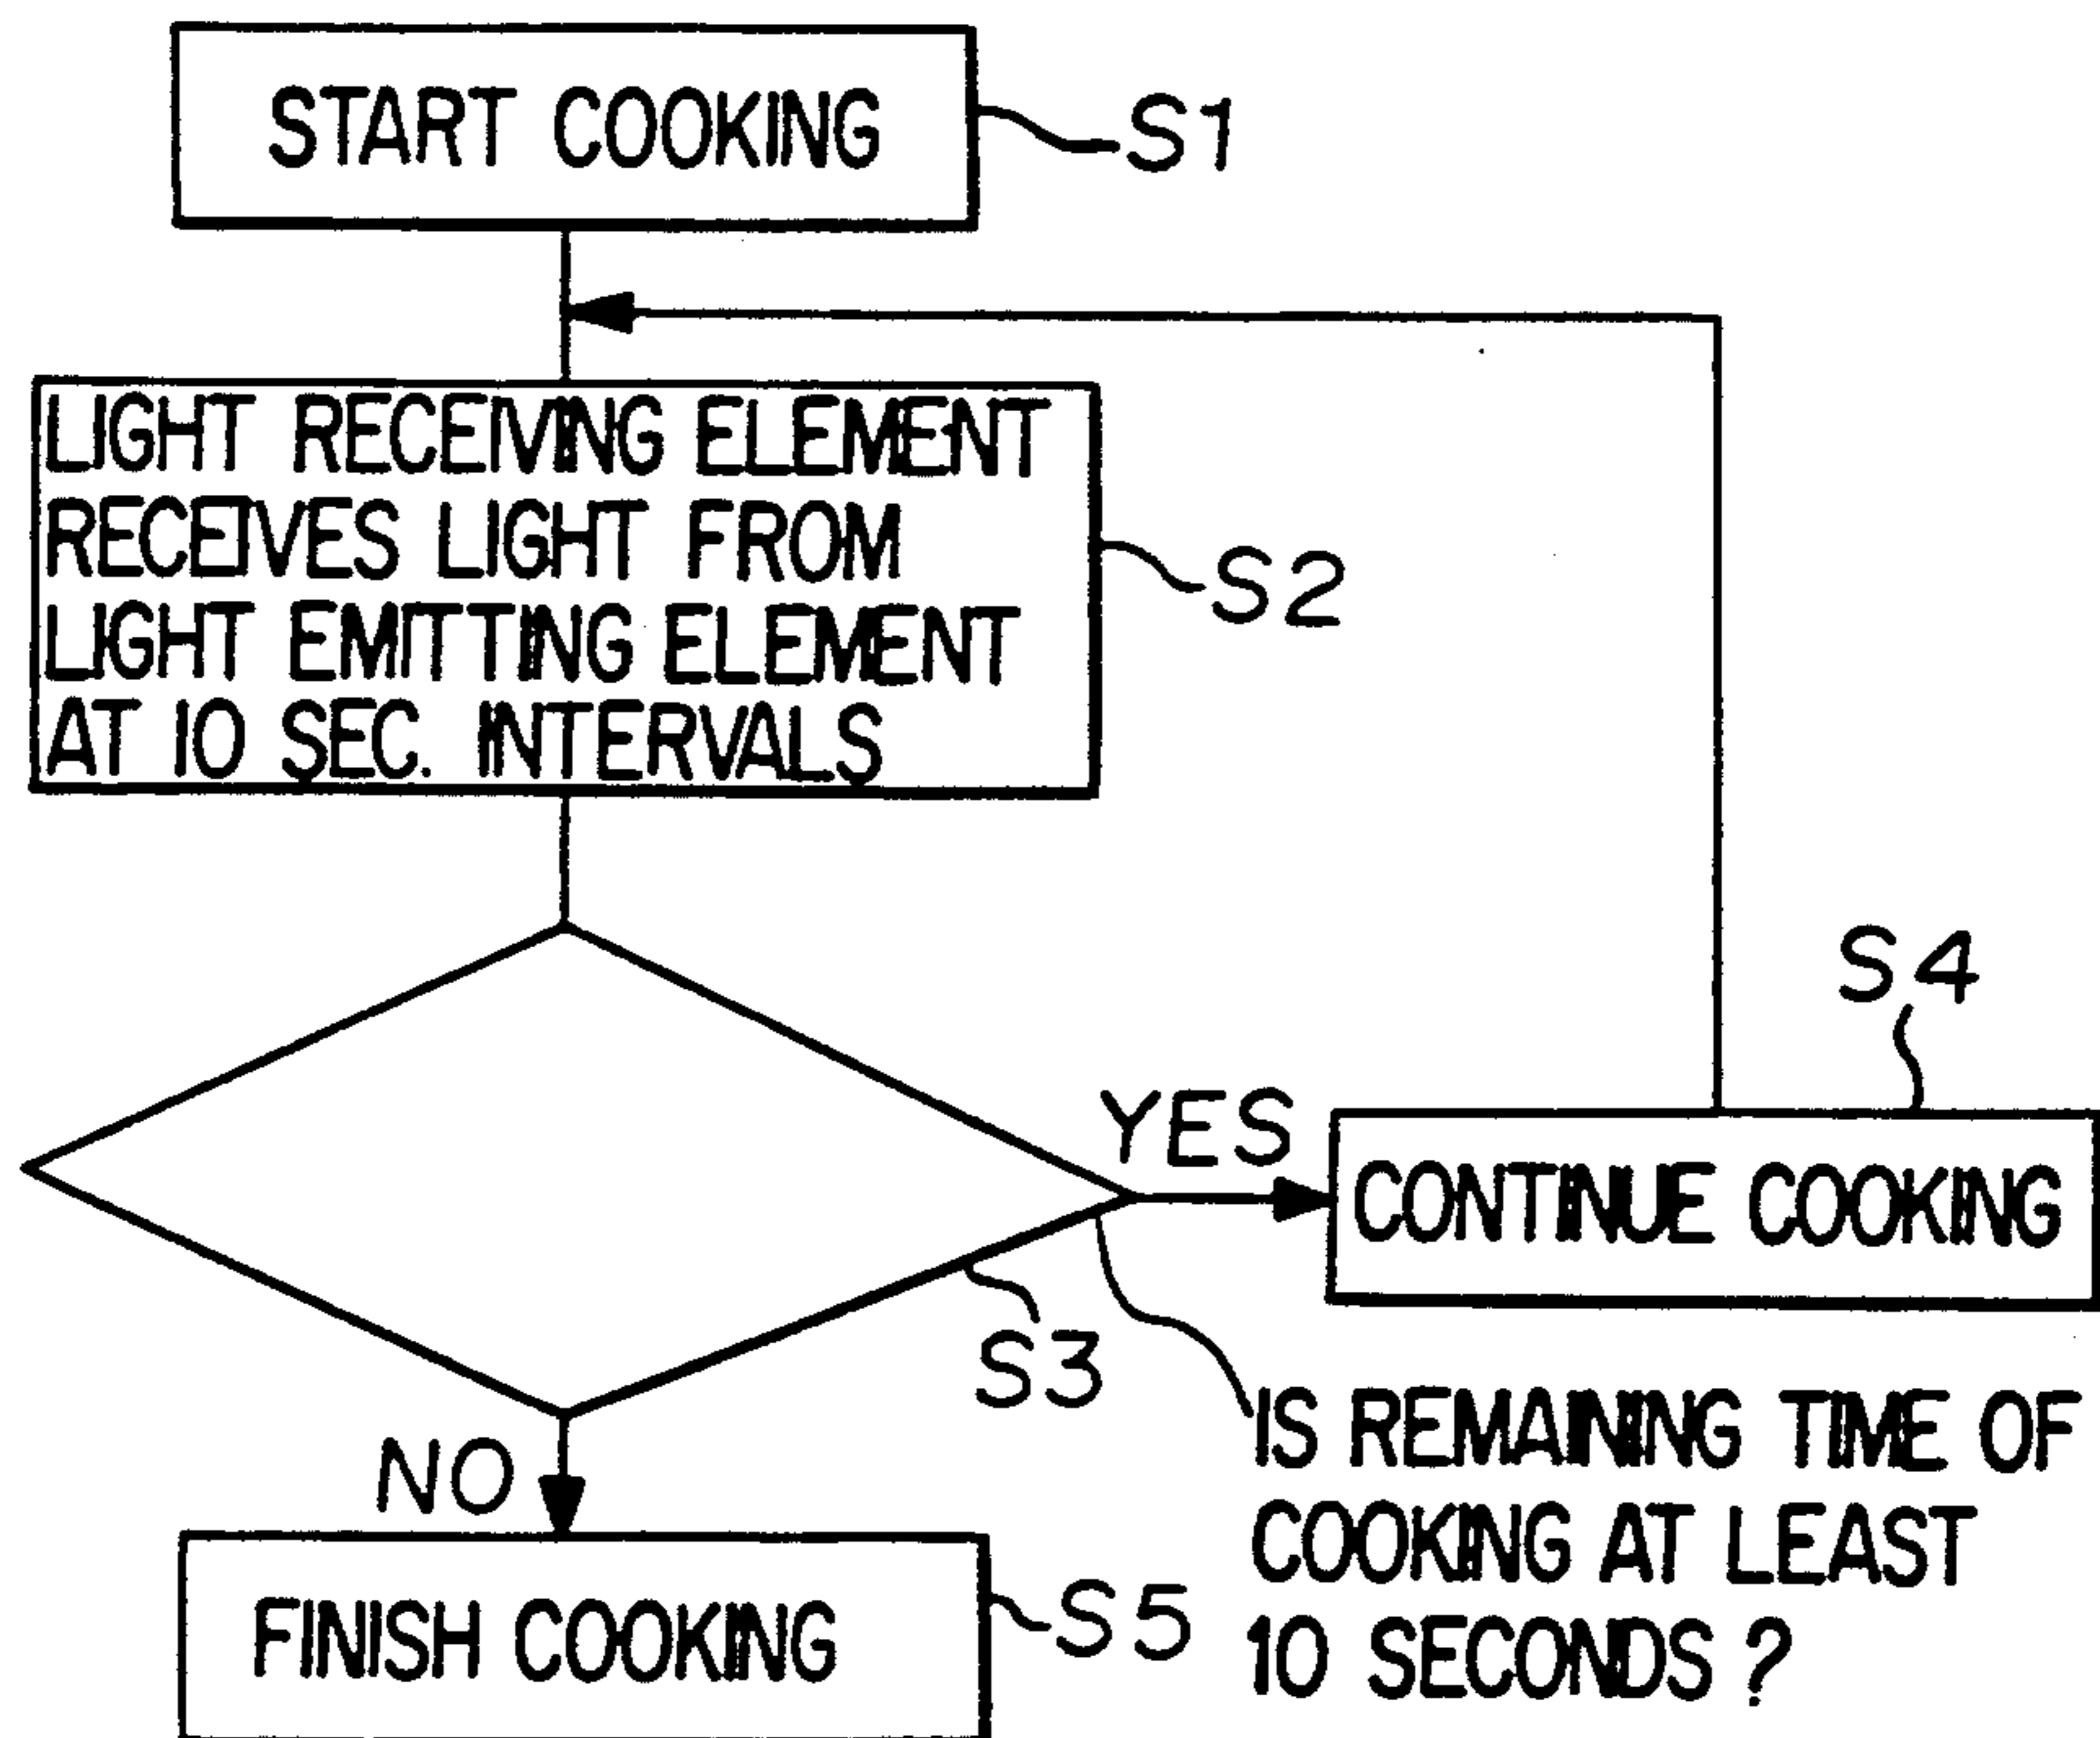 START COOKING
S1
LIGHT RECEIVING ELEMENT
RECEIVES LIGHT FROM
LIGHT EMITTING ELEMENT
AT 10 SEC. INTERVALS
S2
S4
YES
CONTINUE COOKING
S3
IS REMAINING TIME OF
COOKING AT LEAST
10 SECONDS ?
NO
FINISH COOKING
S5